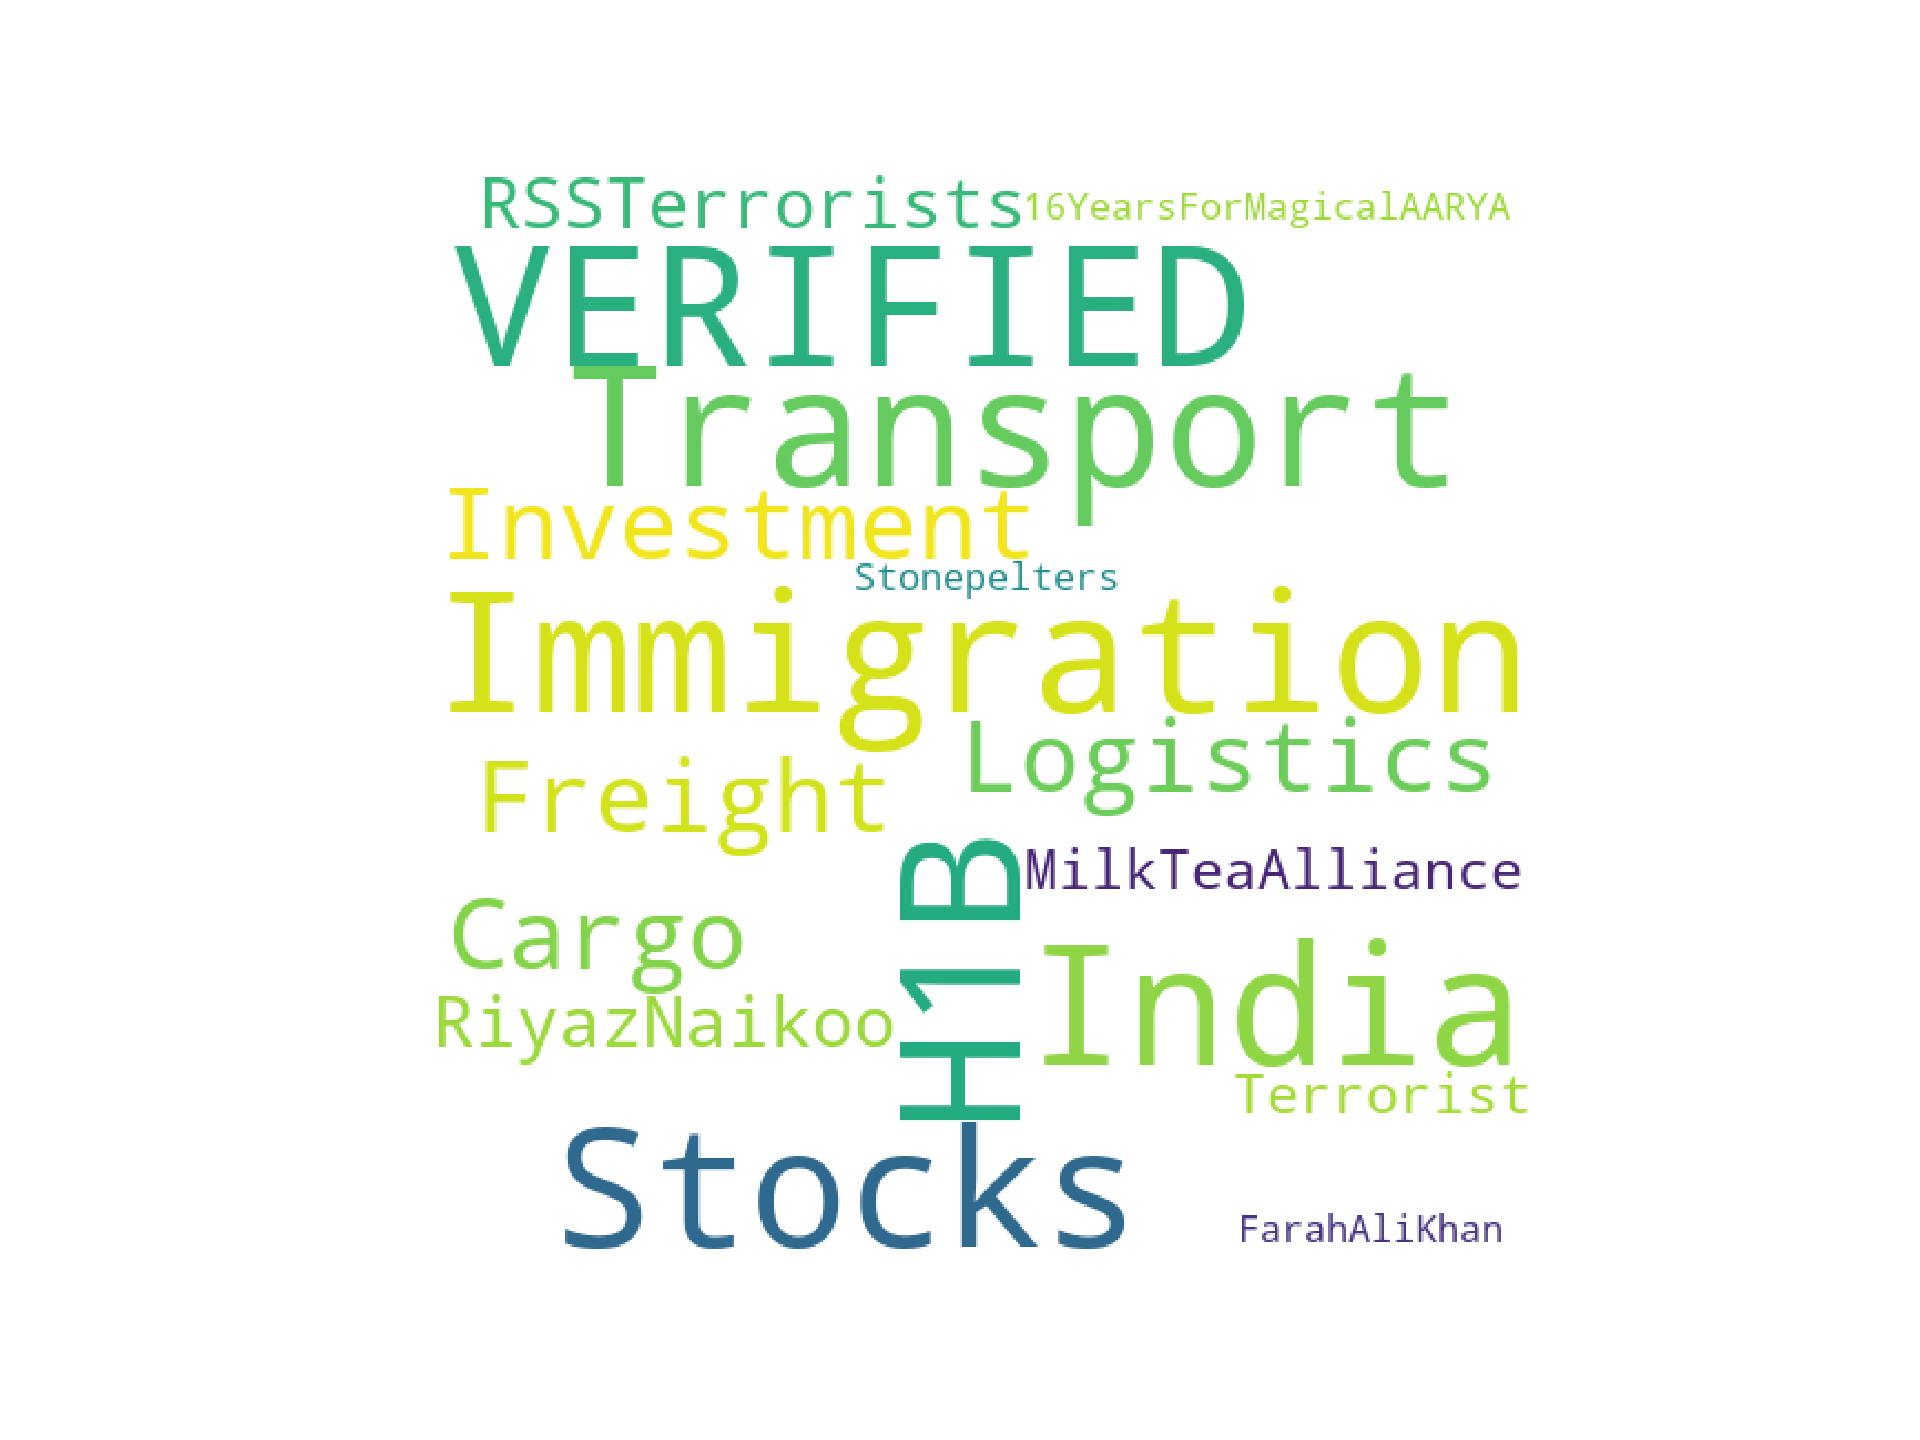 RSSTerrorists 16YearsForMagicalAARYA
VERIFIED
Transport
Investment
Stonepelters
Immigration
Logistics
Freight
H1B
MilkTeaAlliance
Cargo
India
RiyazNaikoo
Terrorist
Stocks
FarahAliKhan